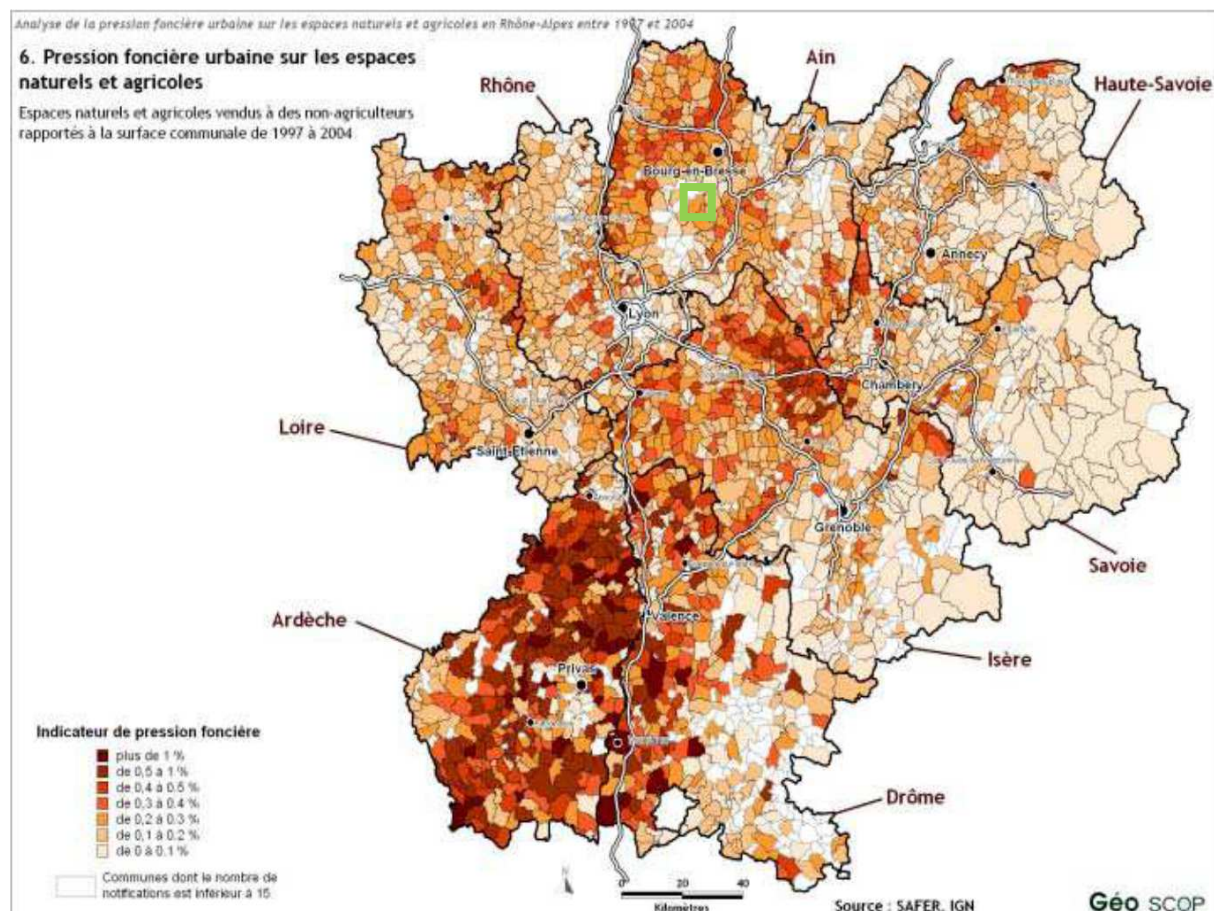 Analyse de la pression foncière urbaine sur les espaces naturels et agricoles en Rhône-Alpes entre 1997 et 2004
6. Pression foncière urbaine sur les espaces
naturels et agricoles
Espaces naturels et agricoles vendus à des non-agriculteurs
rapportés à la surface communale de 1997 à 2004
Rhône
Ain
Haute-Savoie
Bourg-en-Bresse
Annecy
Lyon
Chambéry
Loire
Saint-Etienne
Grenoble
Savoie
Ardèche
Valence
Isère
Privas
Drôme
Indicateur de pression foncière
plus de 1 %
de 0,5 à 1 %
de 0,4 à 0,5 %
de 0,3 à 0,4 %
de 0,2 à 0,3 %
de 0,1 à 0,2 %
de 0 à 0,1 %
Communes dont le nombre de
notifications est inférieur à 15
N
0 20 40
Kilomètres
Source : SAFER, IGN
Géo SCOP